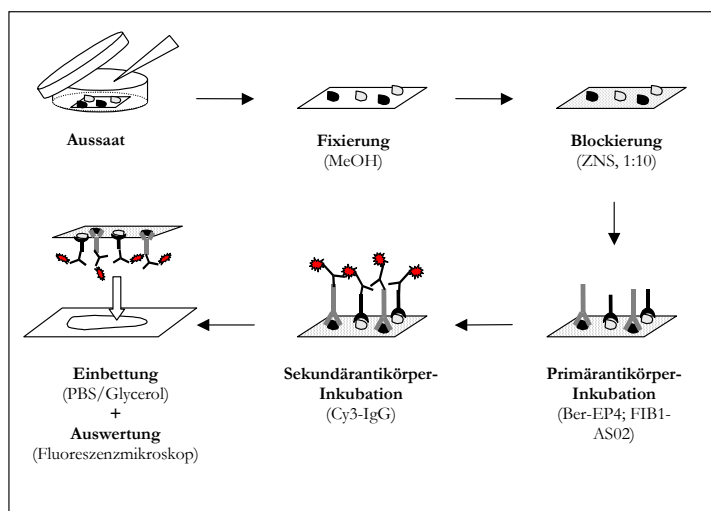 Aussaat
Fixierung
(MeOH)
Blockierung
(ZNS, 1:10)
Primärantikörper-
Inkubation
(Ber-EP4; FIB1-
AS02)
Sekundärantikörper-
Inkubation
(Cy3-IgG)
Einbettung
(PBS/Glycerol)
+
Auswertung
(Fluoreszenzmikroskop)